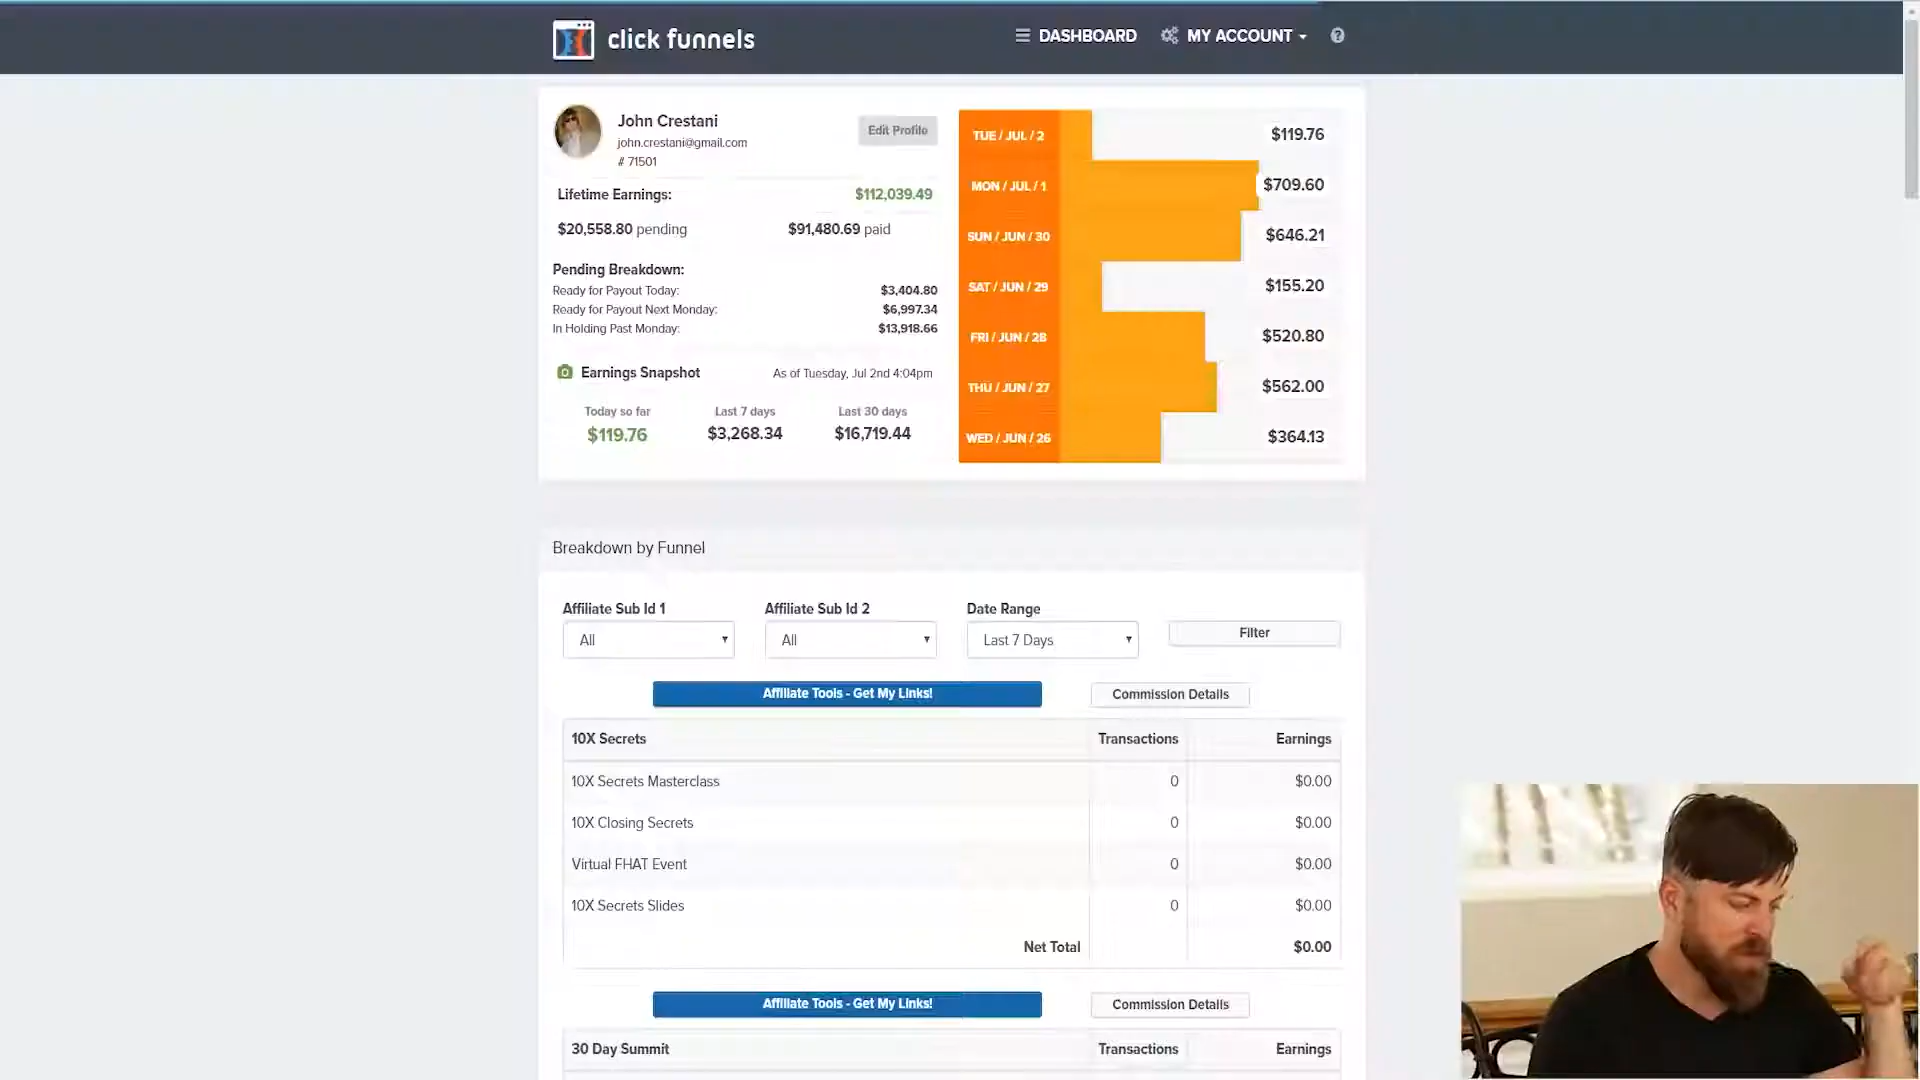 click funnels
DASHBOARD
MY ACCOUNT
?
John Crestani
john.crestani@gmail.com
# 71501
Edit Profile
Lifetime Earnings: $112,039.49
$20,558.80 pending $91,480.69 paid
Pending Breakdown:
Ready for Payout Today: $3,404.80
Ready for Payout Next Monday: $6,997.34
In Holding Past Monday: $13,918.66
Earnings Snapshot As of Tuesday, Jul 2nd 4:04pm
Today so far Last 7 days Last 30 days
$119.76 $3,268.34 $16,719.44
TUE / JUL / 2 $119.76
MON / JUL / 1 $709.60
SUN / JUN / 30 $646.21
SAT / JUN / 29 $155.20
FRI / JUN / 28 $520.80
THU / JUN / 27 $562.00
WED / JUN / 26 $364.13
Breakdown by Funnel
Affiliate Sub Id 1 Affiliate Sub Id 2 Date Range
All All Last 7 Days Filter
Affiliate Tools - Get My Links! Commission Details
10X Secrets Transactions Earnings
10X Secrets Masterclass 0 $0.00
10X Closing Secrets 0 $0.00
Virtual FHAT Event 0 $0.00
10X Secrets Slides 0 $0.00
Net Total $0.00
Affiliate Tools - Get My Links! Commission Details
30 Day Summit Transactions Earnings